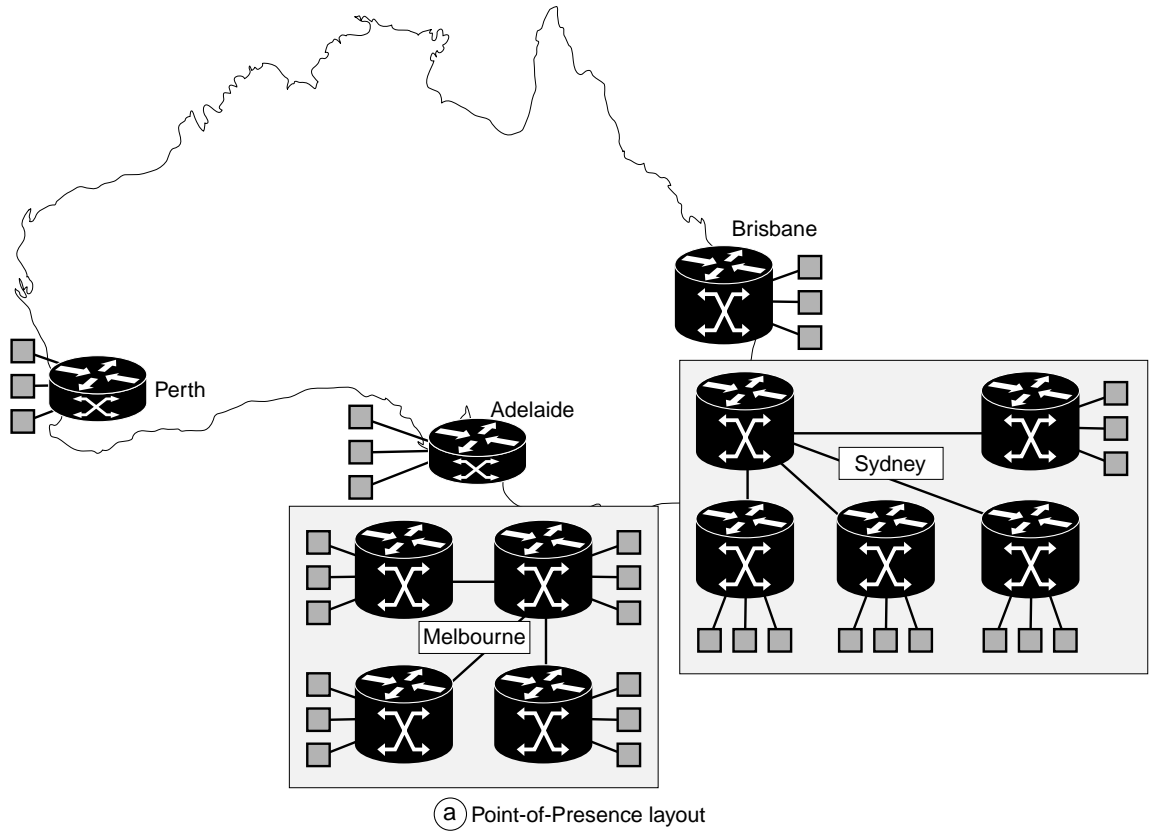 Brisbane
Perth
Adelaide
Sydney
Melbourne
a Point-of-Presence layout